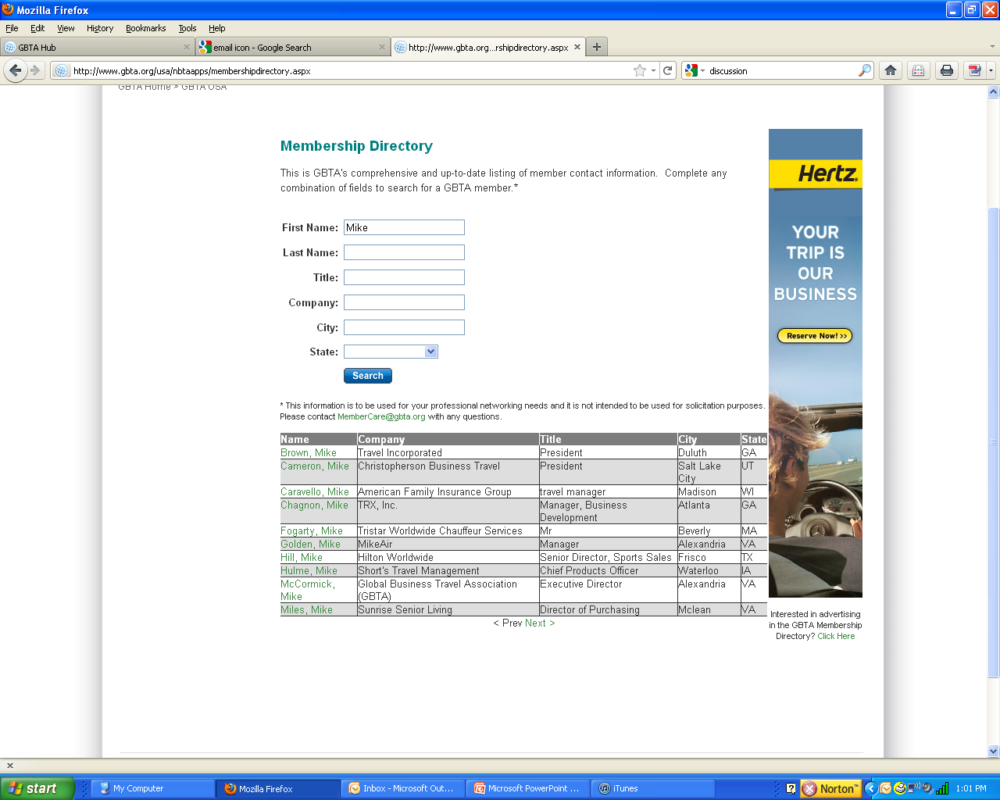 Mozilla Firefox
File Edit View History Bookmarks Tools Help
GBTA Hub
email icon - Google Search
http://www.gbta.org...rshipdirectory.aspx
http://www.gbta.org/usa/nbtaapps/membershipdirectory.aspx
discussion
GBTA Home > GBTA USA
Membership Directory
This is GBTA's comprehensive and up-to-date listing of member contact information. Complete any
combination of fields to search for a GBTA member.*
First Name: Mike
Last Name:
Title:
Company:
City:
State:
Search
* This information is to be used for your professional networking needs and it is not intended to be used for solicitation purposes.
Please contact MemberCare@gbta.org with any questions.
Name Company Title City State
Brown, Mike Travel Incorporated President Duluth GA
Cameron, Mike Christopherson Business Travel President Salt Lake UT
City
Caravello, Mike American Family Insurance Group travel manager Madison WI
Chagnon, Mike TRX, Inc. Manager, Business Atlanta GA
Development
Fogarty, Mike Tristar Worldwide Chauffeur Services Mr Beverly MA
Golden, Mike MikeAir Manager Alexandria VA
Hill, Mike Hilton Worldwide Senior Director, Sports Sales Frisco TX
Hulme, Mike Short's Travel Management Chief Products Officer Waterloo IA
McCormick, Global Business Travel Association Executive Director Alexandria VA
Mike (GBTA)
Miles, Mike Sunrise Senior Living Director of Purchasing Mclean VA
< Prev Next >
Hertz.
YOUR
TRIP IS
OUR
BUSINESS
Reserve Now! >>
Interested in advertising
in the GBTA Membership
Directory? Click Here
start
My Computer
Mozilla Firefox
Inbox - Microsoft Out...
Microsoft PowerPoint ...
iTunes
Norton
1:01 PM